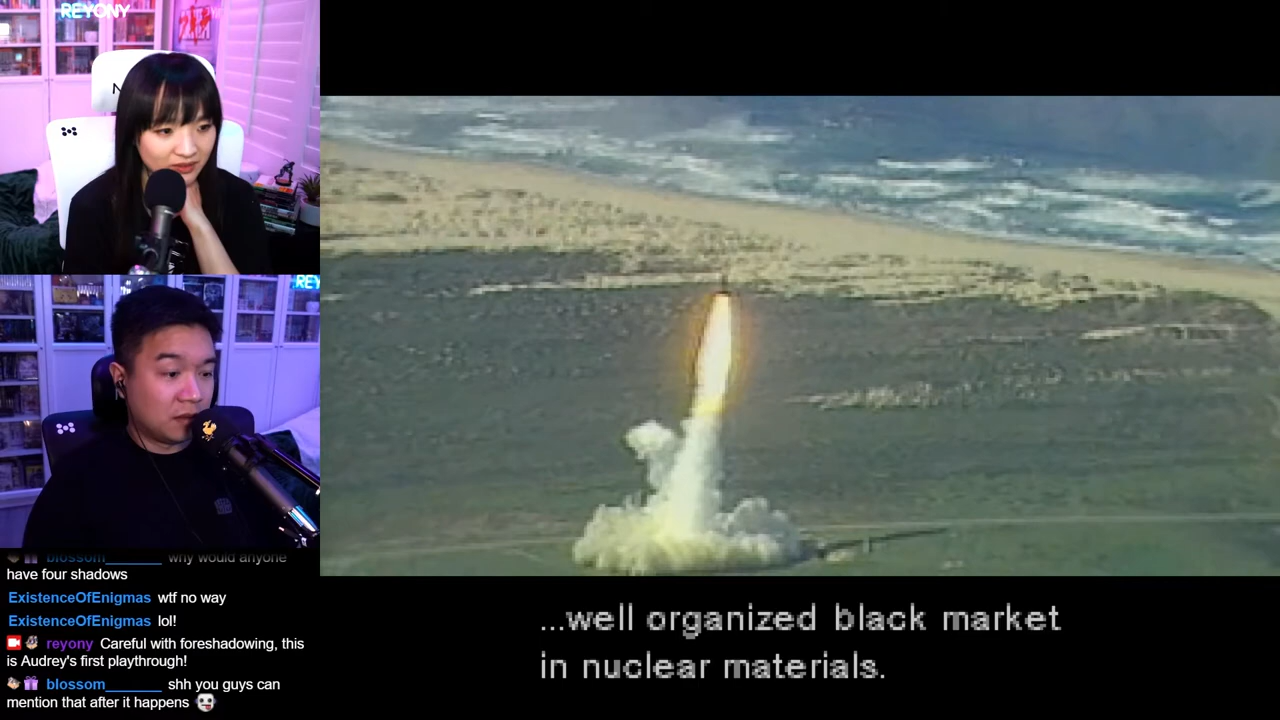 REYONY
REY
blossom_______ why would anyone
have four shadows
ExistenceOfEnigmas wtf no way
ExistenceOfEnigmas lol!
reyony Careful with foreshadowing, this
is Audrey's first playthrough!
blossom_______ shh you guys can
mention that after it happens
...well organized black market
in nuclear materials.